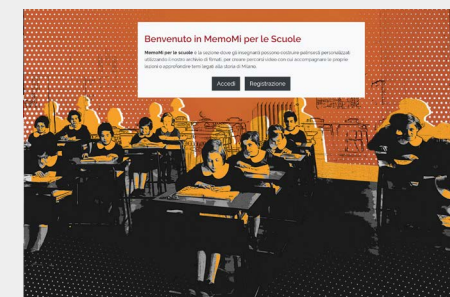 Benvenuto in MemoMi per le Scuole
MemoMi per le scuole è la sezione dove gli insegnanti possono costruire palinsesti personalizzati
utilizzando il nostro archivio di filmati, per creare percorsi video con cui accompagnare le proprie
lezioni o approfondire temi legati alla storia di Milano.
Accedi
Registrazione